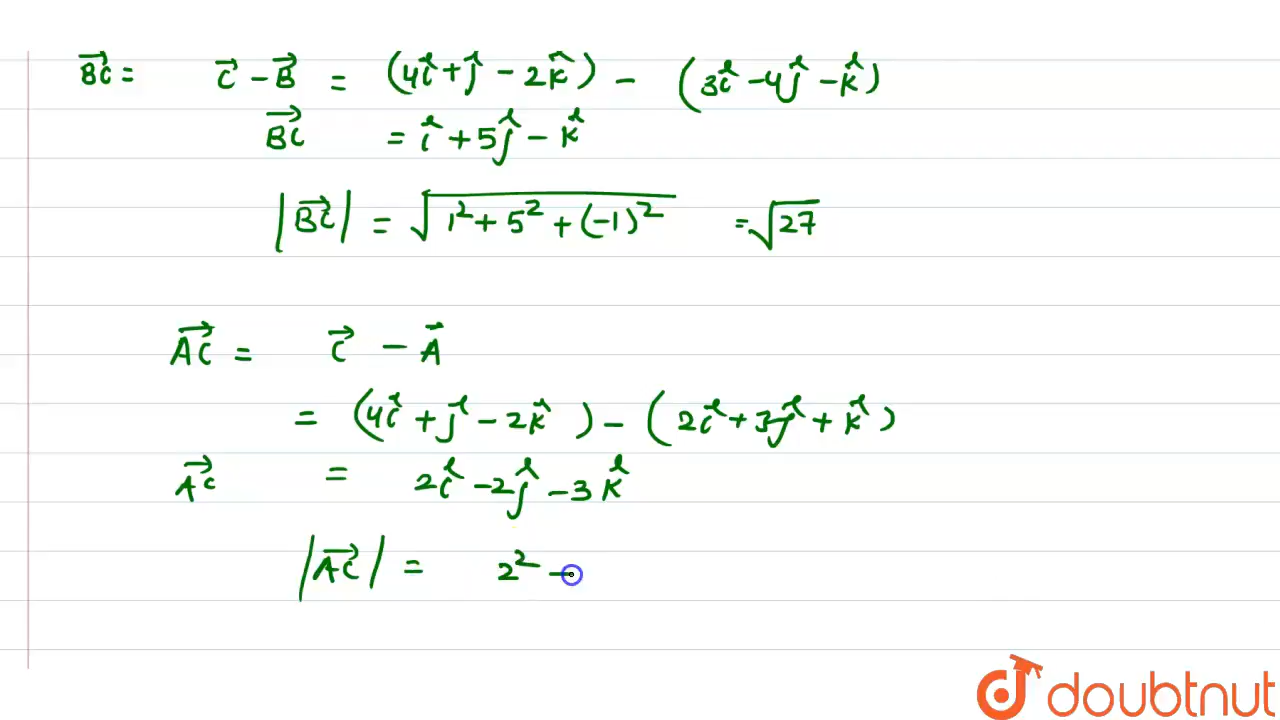 BC⃗ = C⃗ - B⃗ = (4î + ĵ - 2k̂) - (3î - 4ĵ - k̂)
BC⃗ = î + 5ĵ - k̂
|BC⃗| = √(1² + 5² + (-1)²) = √27
AC⃗ = C⃗ - A⃗
= (4î + ĵ - 2k̂) - (2î + 3ĵ + k̂)
AC⃗ = 2î - 2ĵ - 3k̂
|AC⃗| = 2² -
doubtnut